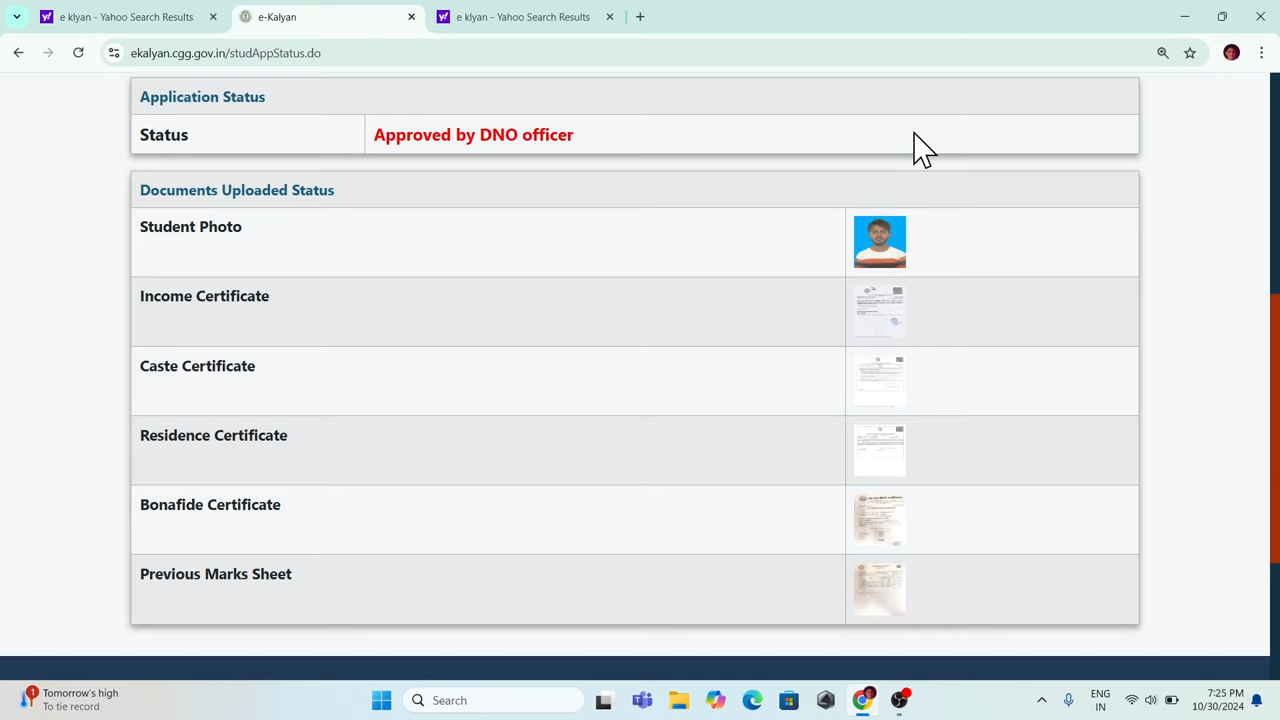 e klyan - Yahoo Search Results
e-Kalyan
e klyan - Yahoo Search Results
ekalyan.cgg.gov.in/studAppStatus.do
Application Status
Status Approved by DNO officer
Documents Uploaded Status
Student Photo
Income Certificate
Caste Certificate
Residence Certificate
Bonafide Certificate
Previous Marks Sheet
1
Tomorrow's high
To tie record
Search
ENG
IN
7:25 PM
10/30/2024